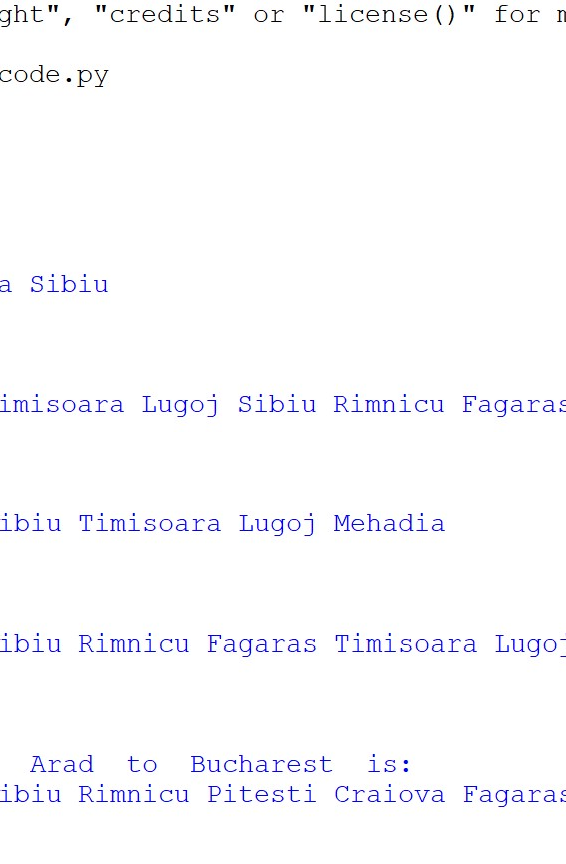 ght", "credits" or "license()" for m
code.py
a Sibiu
imisoara Lugoj Sibiu Rimnicu Fagaras
ibiu Timisoara Lugoj Mehadia
ibiu Rimnicu Fagaras Timisoara Lugoj
Arad to Bucharest is:
ibiu Rimnicu Pitesti Craiova Fagaras